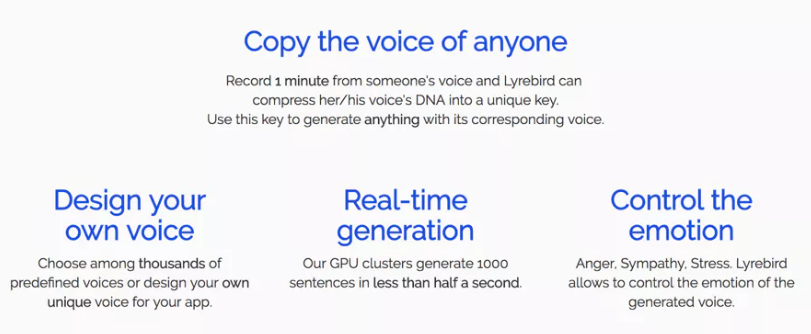 Copy the voice of anyone
Record 1 minute from someone's voice and Lyrebird can
compress her/his voice's DNA into a unique key.
Use this key to generate anything with its corresponding voice.
Design your
own voice
Choose among thousands of
predefined voices or design your own
unique voice for your app.
Real-time
generation
Our GPU clusters generate 1000
sentences in less than half a second.
Control the
emotion
Anger, Sympathy, Stress. Lyrebird
allows to control the emotion of the
generated voice.